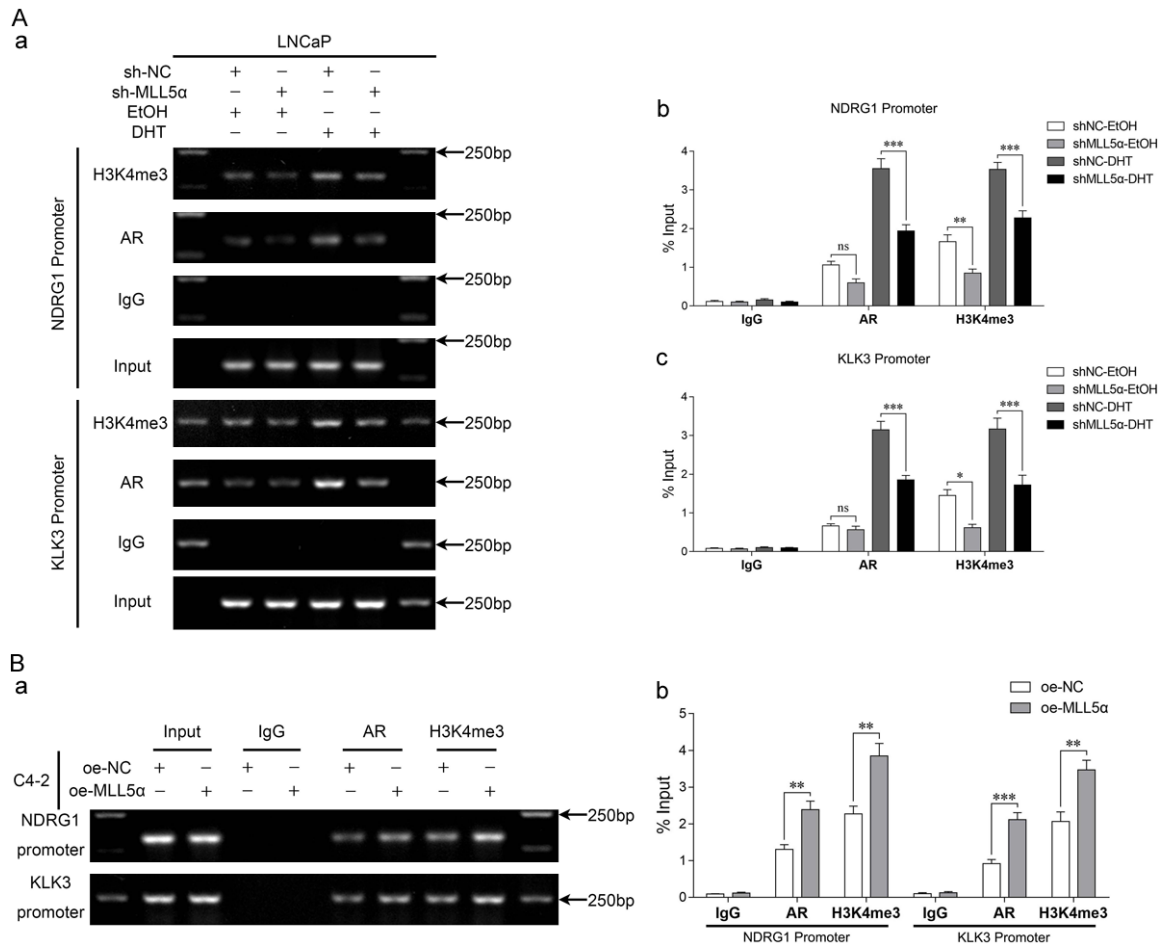 A
a
LNCaP
sh-NC + − + −
sh-MLL5α − + − +
EtOH + + − −
DHT − − + +
NDRG1 Promoter
H3K4me3 250bp
AR 250bp
IgG 250bp
Input 250bp
KLK3 Promoter
H3K4me3 250bp
AR 250bp
IgG 250bp
Input 250bp
b
NDRG1 Promoter
shNC-EtOH
shMLL5α-EtOH
shNC-DHT
shMLL5α-DHT
% Input
4
3
2
1
0
ns *** ** ***
IgG AR H3K4me3
c
KLK3 Promoter
shNC-EtOH
shMLL5α-EtOH
shNC-DHT
shMLL5α-DHT
% Input
4
3
2
1
0
ns *** * ***
IgG AR H3K4me3
B
a
Input IgG AR H3K4me3
C4-2
oe-NC + − + − + − + −
oe-MLL5α − + − + − + − +
NDRG1
promoter
250bp
KLK3
promoter
250bp
b
oe-NC
oe-MLL5α
% Input
5
4
3
2
1
0
** ** *** **
IgG AR H3K4me3 IgG AR H3K4me3
NDRG1 Promoter KLK3 Promoter